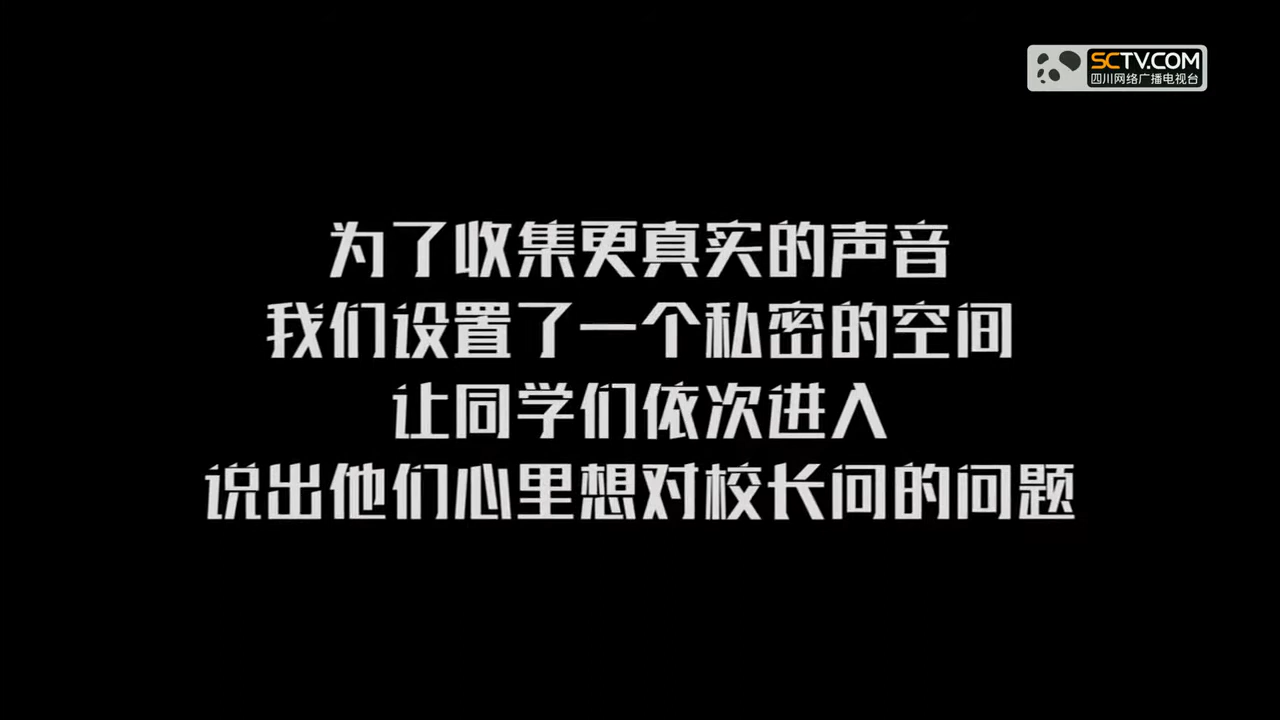 SCTV.COM
四川网络广播电视台
为了收集更真实的声音
我们设置了一个私密的空间
让同学们依次进入
说出他们心里想对校长问的问题